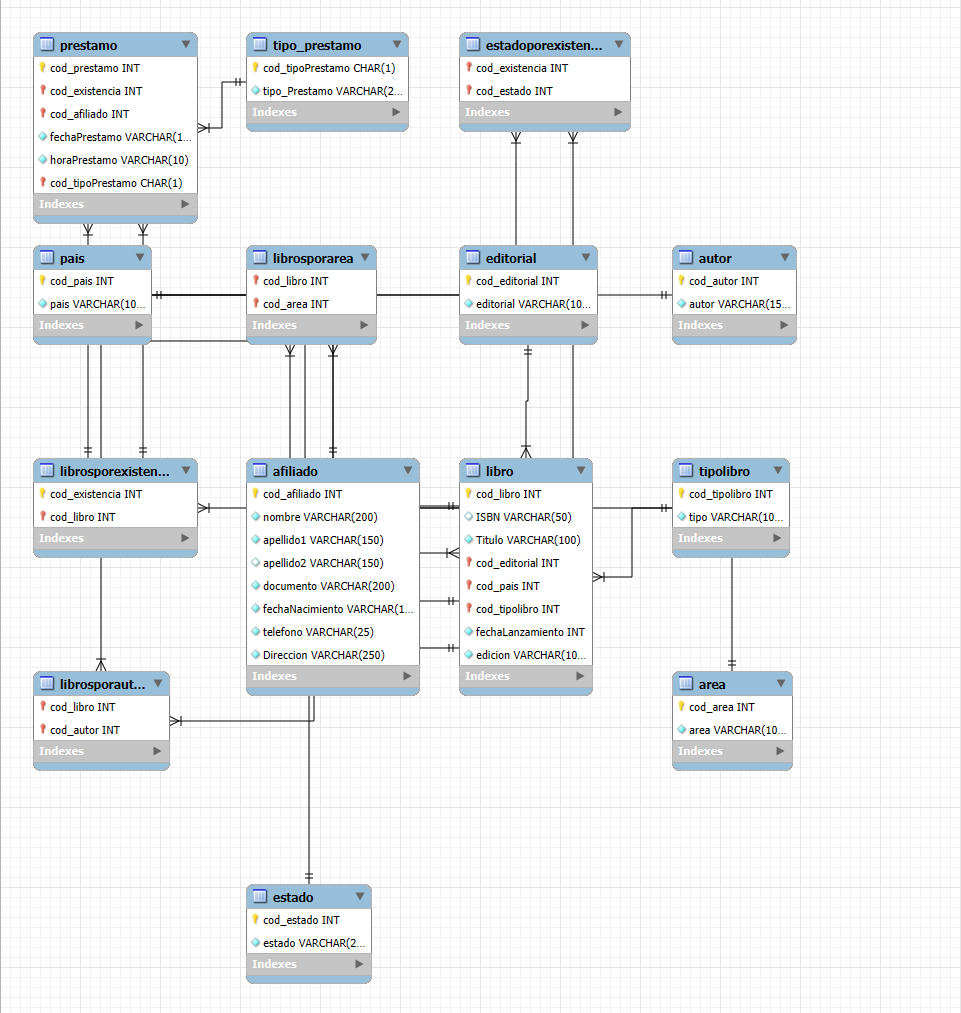 prestamo
cod_prestamo INT
cod_existencia INT
cod_afiliado INT
fechaPrestamo VARCHAR(1...
horaPrestamo VARCHAR(10)
cod_tipoPrestamo CHAR(1)
Indexes
tipo_prestamo
cod_tipoPrestamo CHAR(1)
tipo_Prestamo VARCHAR(2...
Indexes
estadoporexisten...
cod_existencia INT
cod_estado INT
Indexes
pais
cod_pais INT
pais VARCHAR(10...
Indexes
librosporarea
cod_libro INT
cod_area INT
Indexes
editorial
cod_editorial INT
editorial VARCHAR(10...
Indexes
autor
cod_autor INT
autor VARCHAR(15...
Indexes
librosporexisten...
cod_existencia INT
cod_libro INT
Indexes
afiliado
cod_afiliado INT
nombre VARCHAR(200)
apellido1 VARCHAR(150)
apellido2 VARCHAR(150)
documento VARCHAR(200)
fechaNacimiento VARCHAR(1...
telefono VARCHAR(25)
Direccion VARCHAR(250)
Indexes
libro
cod_libro INT
ISBN VARCHAR(50)
Titulo VARCHAR(100)
cod_editorial INT
cod_pais INT
cod_tipolibro INT
fechaLanzamiento INT
edicion VARCHAR(10...
Indexes
tipolibro
cod_tipolibro INT
tipo VARCHAR(10...
Indexes
librosporaut...
cod_libro INT
cod_autor INT
Indexes
area
cod_area INT
area VARCHAR(10...
Indexes
estado
cod_estado INT
estado VARCHAR(2...
Indexes